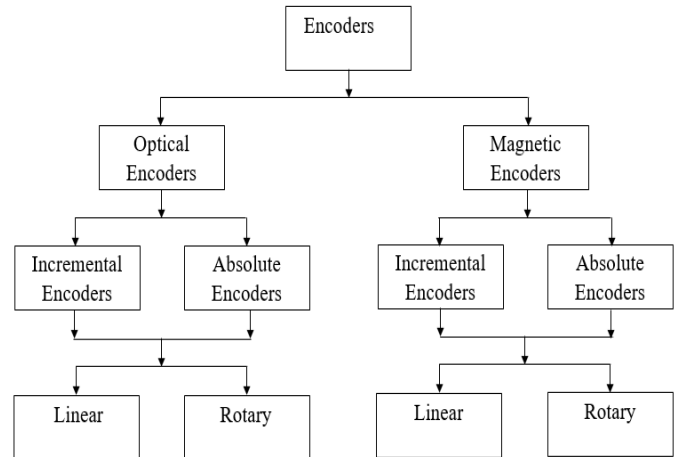 Encoders
Optical
Encoders
Magnetic
Encoders
Incremental
Encoders
Absolute
Encoders
Incremental
Encoders
Absolute
Encoders
Linear
Rotary
Linear
Rotary